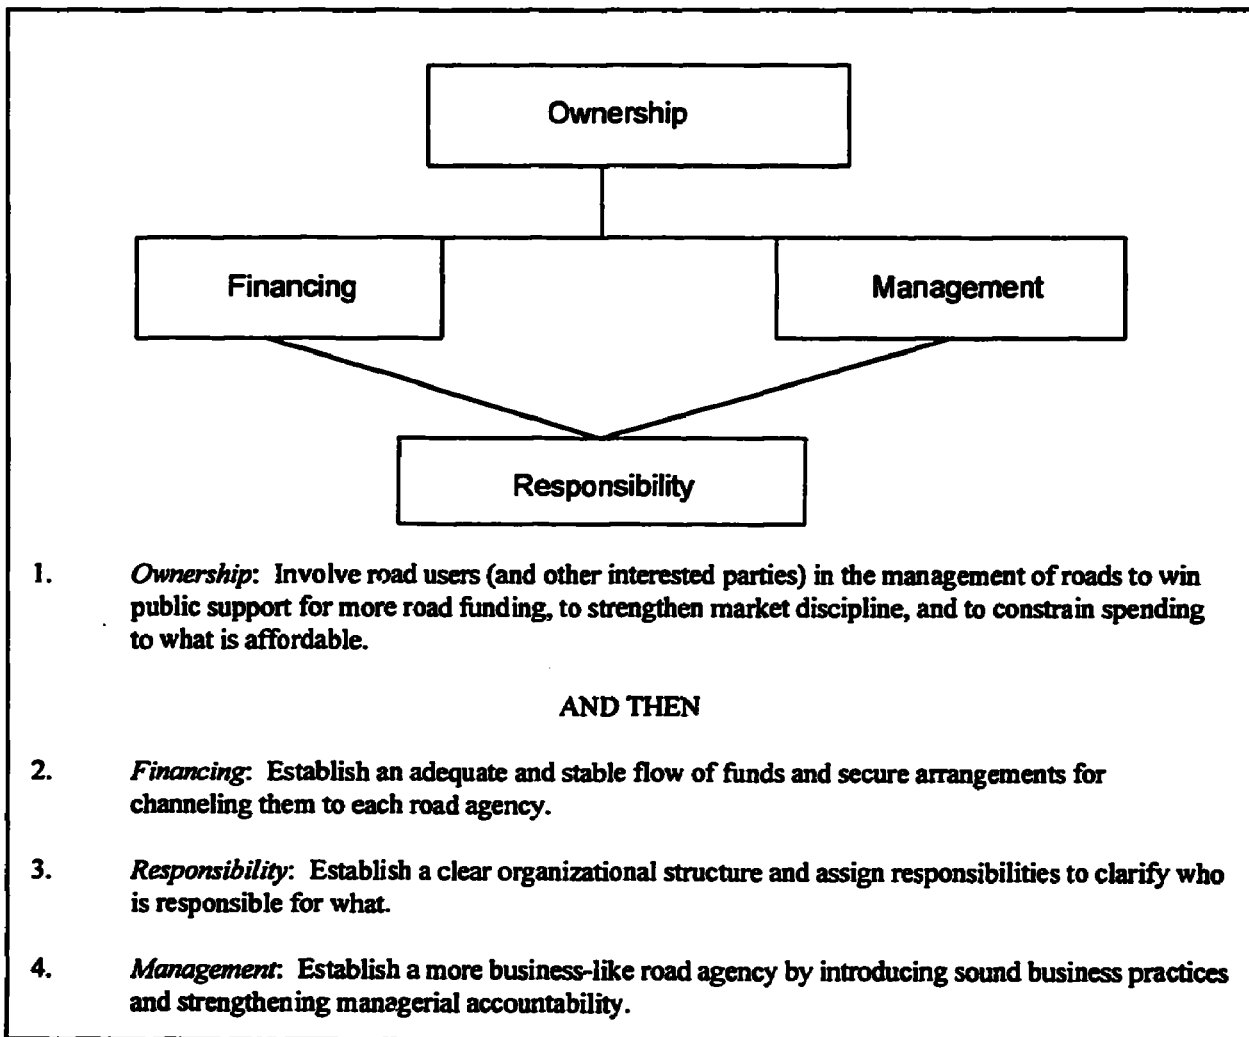 Ownership
Financing
Management
Responsibility
1. Ownership: Involve road users (and other interested parties) in the management of roads to win
public support for more road funding, to strengthen market discipline, and to constrain spending
to what is affordable.
AND THEN
2. Financing: Establish an adequate and stable flow of funds and secure arrangements for
channeling them to each road agency.
3. Responsibility: Establish a clear organizational structure and assign responsibilities to clarify who
is responsible for what.
4. Management: Establish a more business-like road agency by introducing sound business practices
and strengthening managerial accountability.